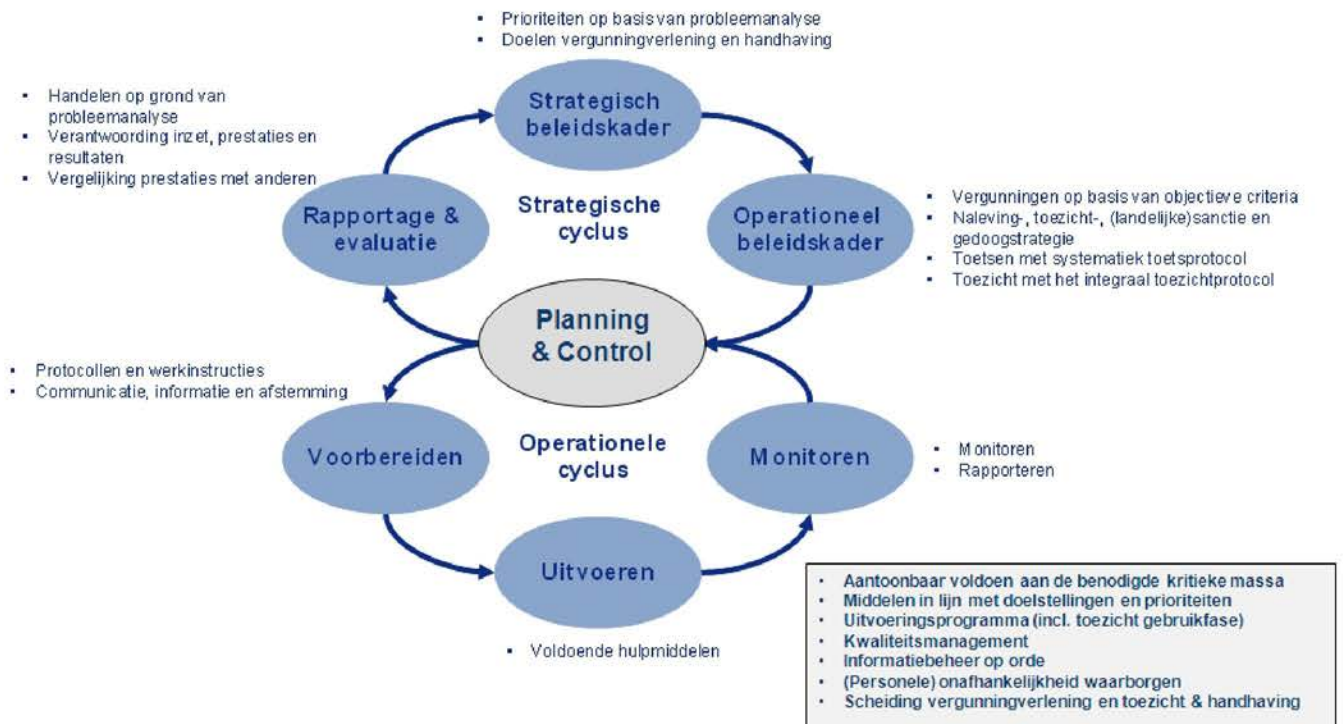 ▪ Prioriteiten op basis van probleemanalyse
▪ Doelen vergunningverlening en handhaving
▪ Handelen op grond van
probleemanalyse
▪ Verantwoording inzet, prestaties en
resultaten
▪ Vergelijking prestaties met anderen
Strategisch
beleidskader
Rapportage &
evaluatie
Strategische
cyclus
Operationeel
beleidskader
▪ Vergunningen op basis van objectieve criteria
▪ Naleving-, toezicht-, (landelijke)sanctie en
gedoogstrategie
▪ Toetsen met systematiek toetsprotocol
▪ Toezicht met het integraal toezichtprotocol
Planning
& Control
▪ Protocollen en werkinstructies
▪ Communicatie, informatie en afstemming
Voorbereiden
Operationele
cyclus
Monitoren
▪ Monitoren
▪ Rapporteren
Uitvoeren
▪ Voldoende hulpmiddelen
• Aantoonbaar voldoen aan de benodigde kritieke massa
• Middelen in lijn met doelstellingen en prioriteiten
• Uitvoeringsprogramma (incl. toezicht gebruikfase)
• Kwaliteitsmanagement
• Informatiebeheer op orde
• (Personele) onafhankelijkheid waarborgen
• Scheiding vergunningverlening en toezicht & handhaving